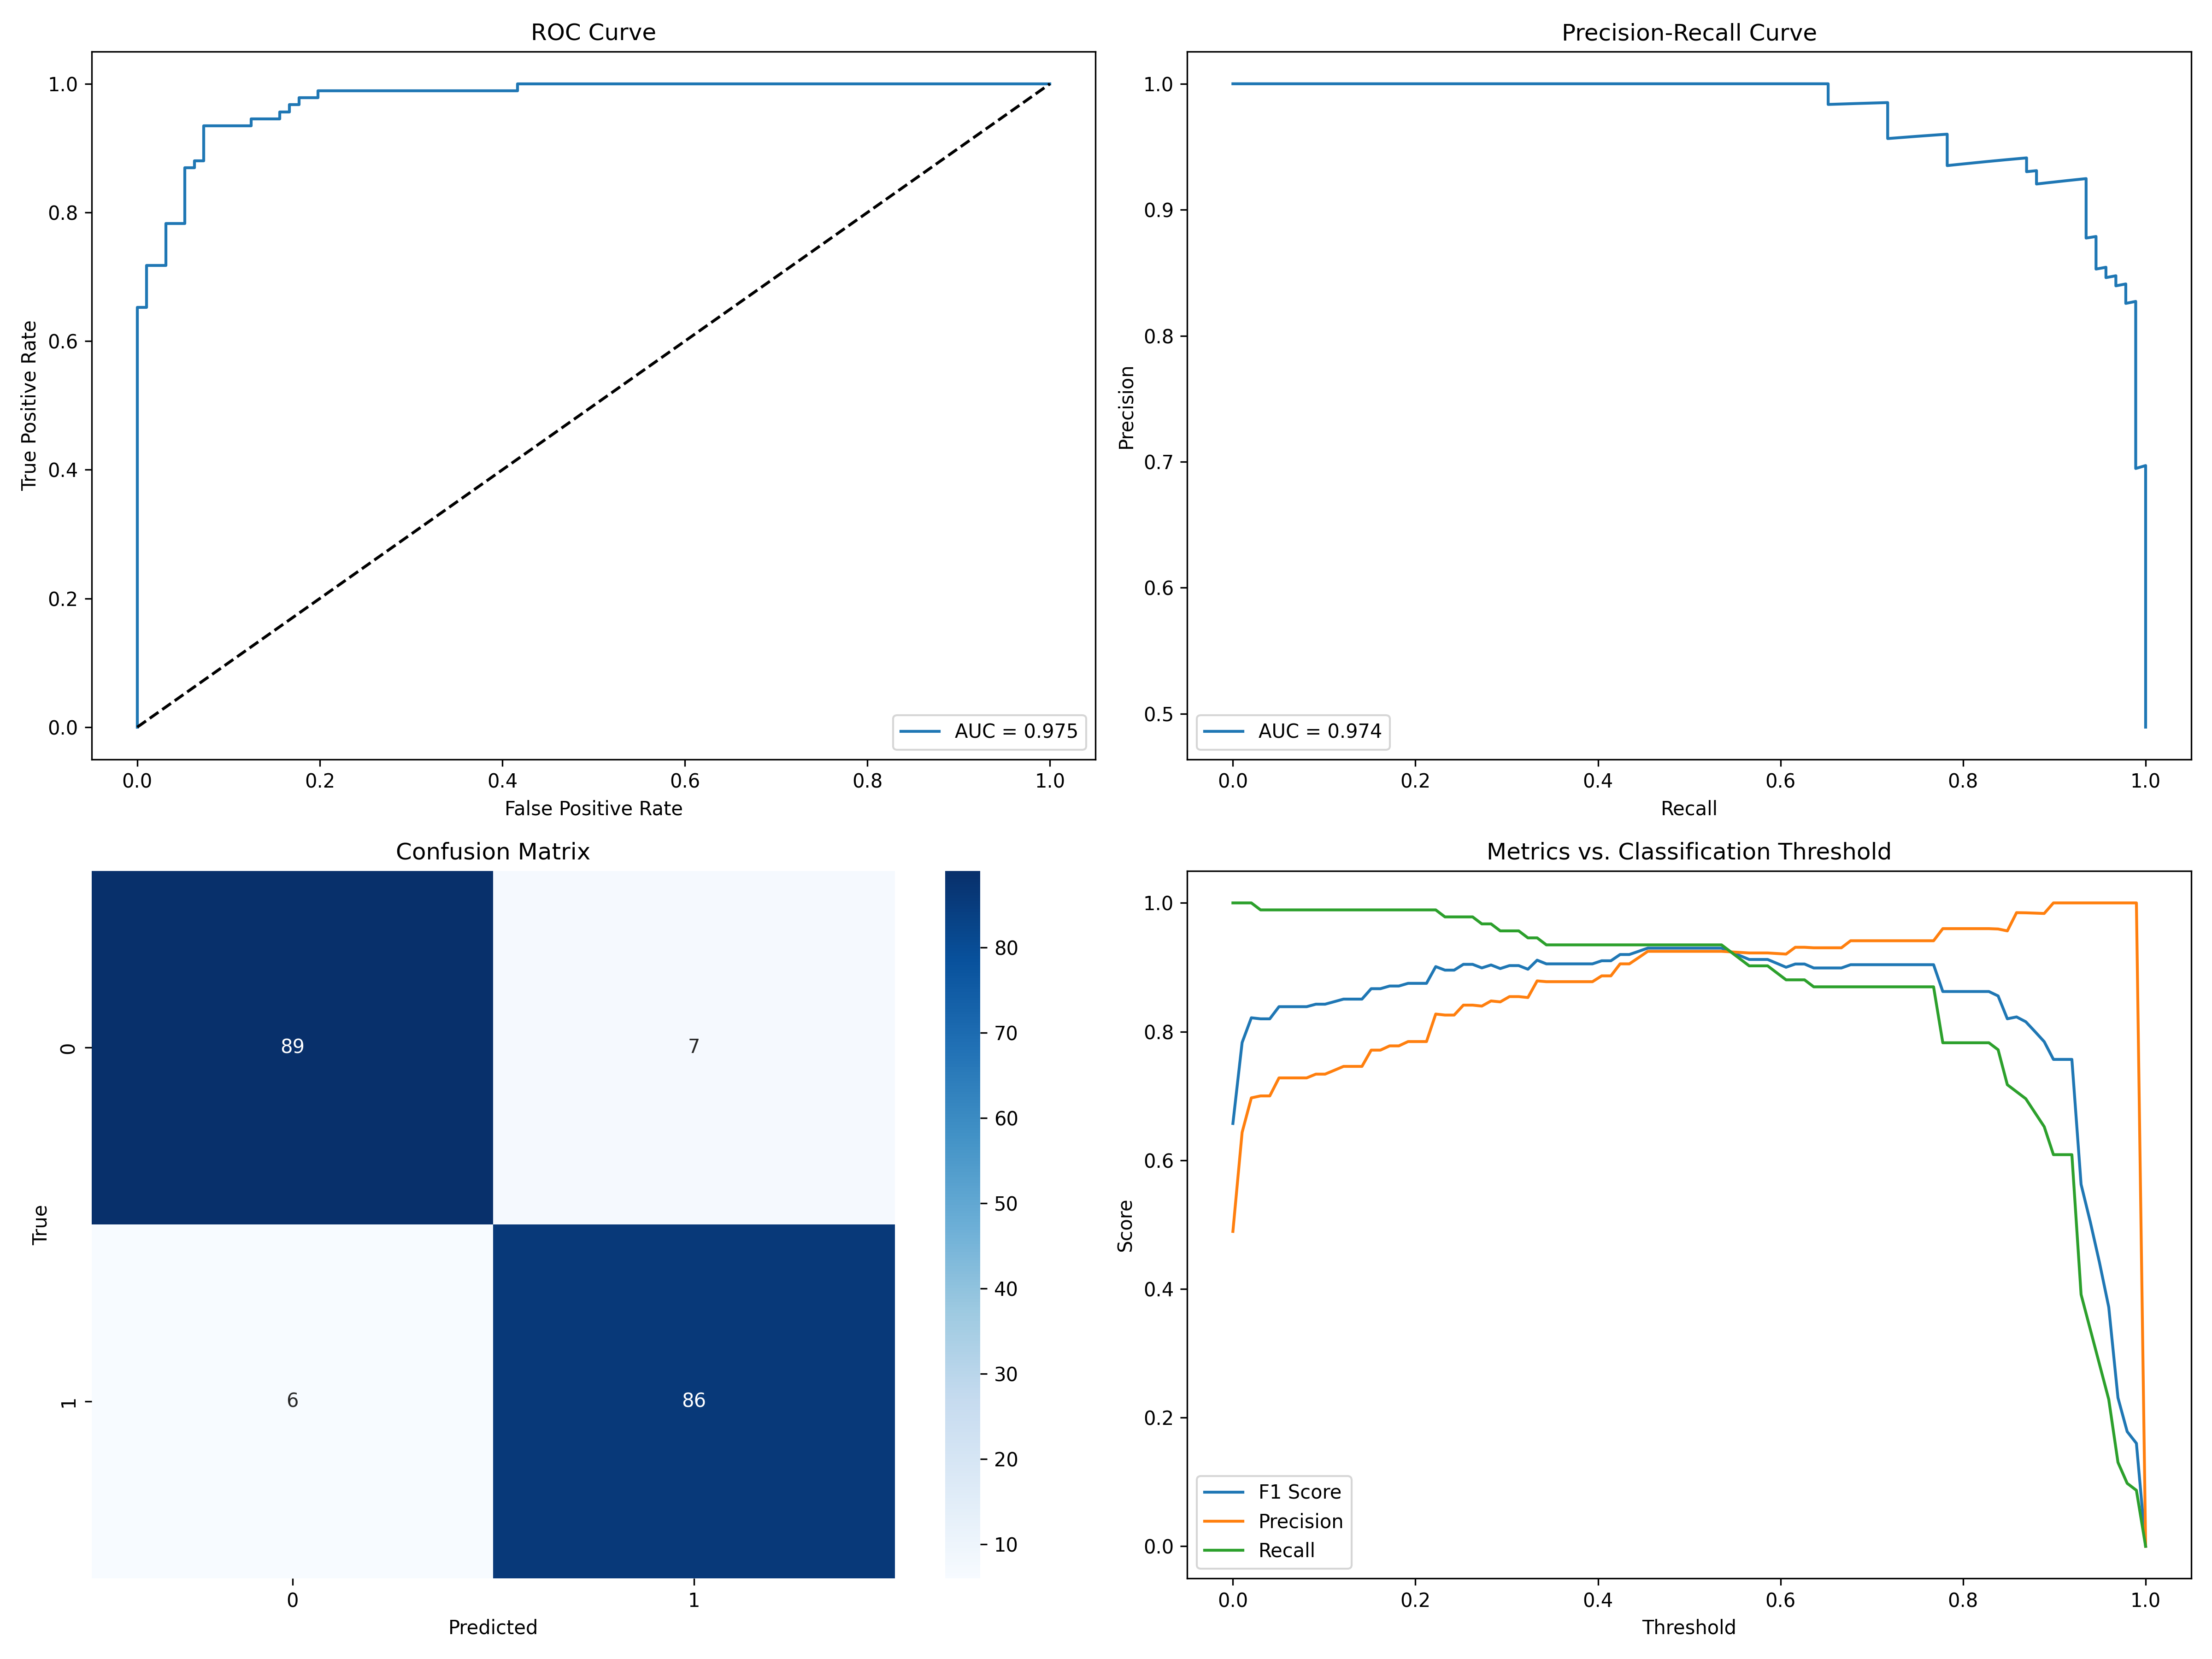 ROC Curve
True Positive Rate
1.0
0.8
0.6
0.4
0.2
0.0
0.0 0.2 0.4 0.6 0.8 1.0
False Positive Rate
AUC = 0.975
Precision-Recall Curve
Precision
1.0
0.9
0.8
0.7
0.6
0.5
0.0 0.2 0.4 0.6 0.8 1.0
Recall
AUC = 0.974
Confusion Matrix
True
0
1
89 7
6 86
0 1
Predicted
80
70
60
50
40
30
20
10
Metrics vs. Classification Threshold
Score
1.0
0.8
0.6
0.4
0.2
0.0
0.0 0.2 0.4 0.6 0.8 1.0
Threshold
F1 Score
Precision
Recall